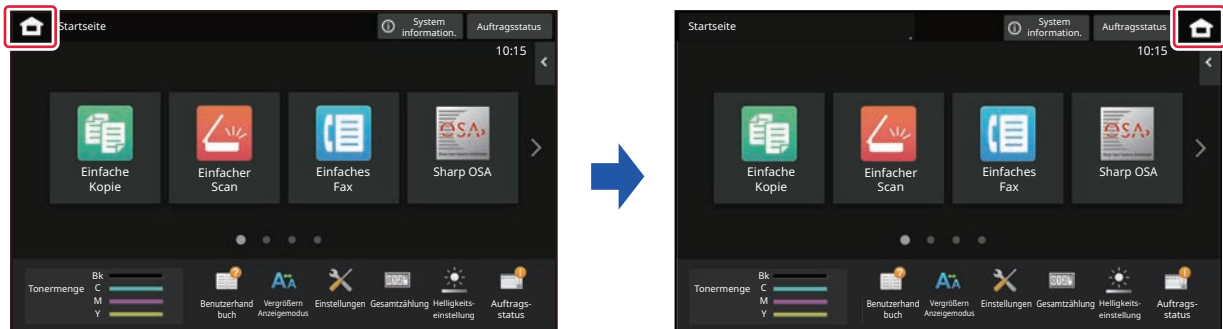 Startseite
System
information.
Auftragsstatus
10:15
Einfache
Kopie
Einfacher
Scan
Einfaches
Fax
OSA
Sharp OSA
Tonermenge
Bk
C
M
Y
Benutzerhand
buch
Vergrößern
Anzeigemodus
Einstellungen
Gesamtzählung
Helligkeits-
einstellung
Auftrags-
status
Startseite
System
information.
Auftragsstatus
10:15
Einfache
Kopie
Einfacher
Scan
Einfaches
Fax
OSA
Sharp OSA
Tonermenge
Bk
C
M
Y
Benutzerhand
buch
Vergrößern
Anzeigemodus
Einstellungen
Gesamtzählung
Helligkeits-
einstellung
Auftrags-
status